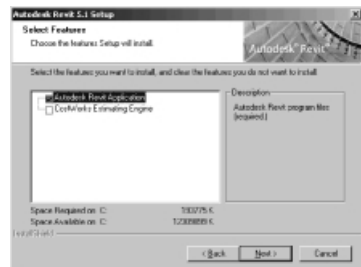 Autodesk Revit 5.1 Setup
Select Features
Choose the features Setup will install.
Autodesk Revit
Select the features you want to install, and clear the features you do not want to install.
Autodesk Revit Application
CostWorks Estimating Engine
Description
Autodesk Revit program files
(required.)
Space Required on C:
Space Available on C:
InstallShield
< Back
Next >
Cancel